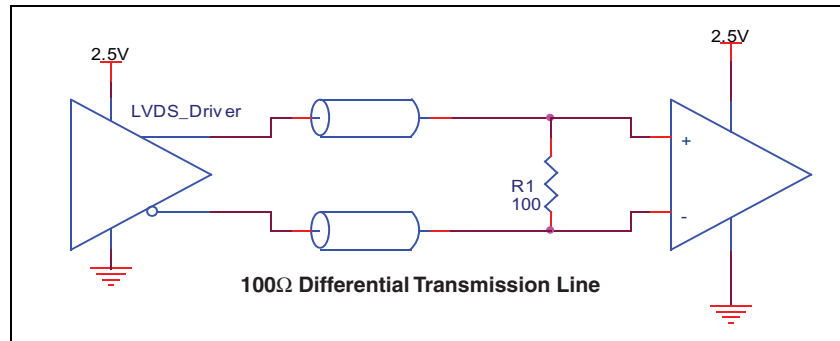 2.5V
2.5V
LVDS_Driver
+
R1
100
-
100Ω Differential Transmission Line